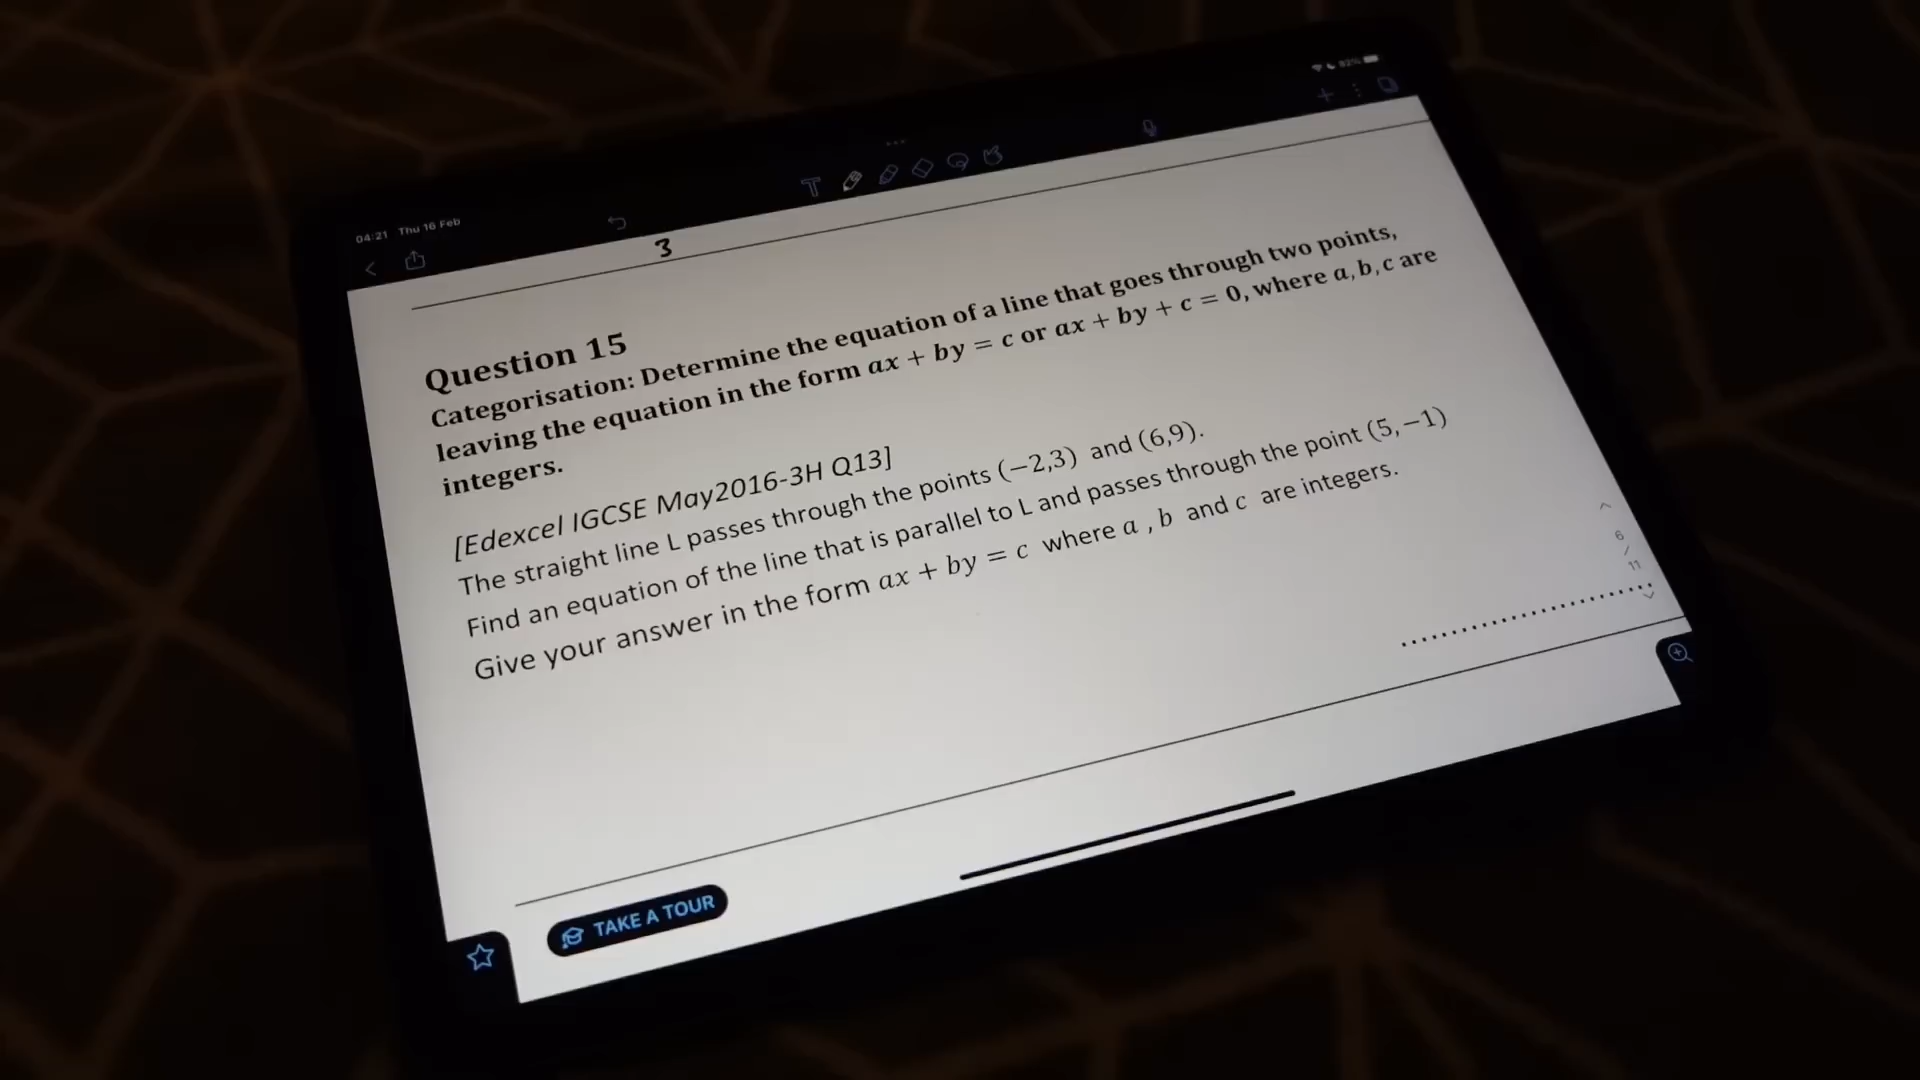 04:21 Thu 16 Feb
82%
3
Question 15
Categorisation: Determine the equation of a line that goes through two points,
leaving the equation in the form ax + by = c or ax + by + c = 0, where a, b, c are
integers.
[Edexcel IGCSE May2016-3H Q13]
The straight line L passes through the points (−2,3) and (6,9).
Find an equation of the line that is parallel to L and passes through the point (5, −1)
Give your answer in the form ax + by = c where a , b and c are integers.
6
/
11
TAKE A TOUR